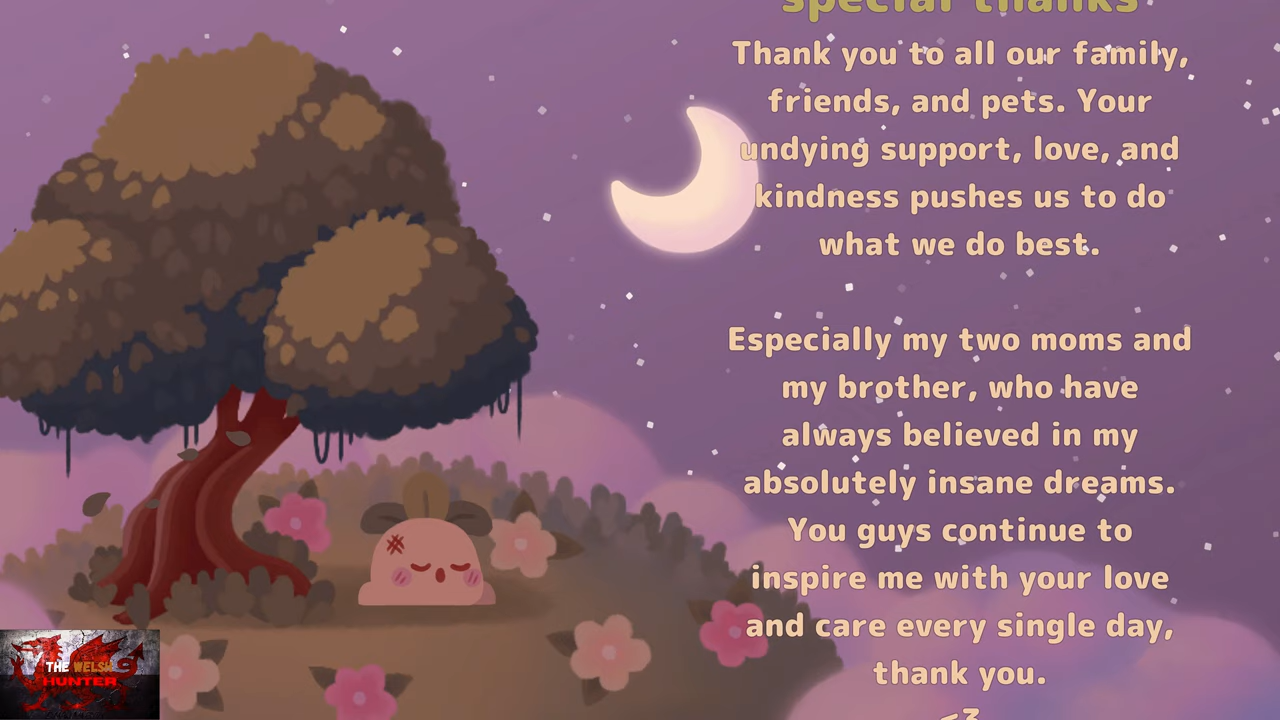 special thanks
Thank you to all our family,
friends, and pets. Your
undying support, love, and
kindness pushes us to do
what we do best.
Especially my two moms and
my brother, who have
always believed in my
absolutely insane dreams.
You guys continue to
inspire me with your love
and care every single day,
thank you.
<3
THE WELSH
HUNTER